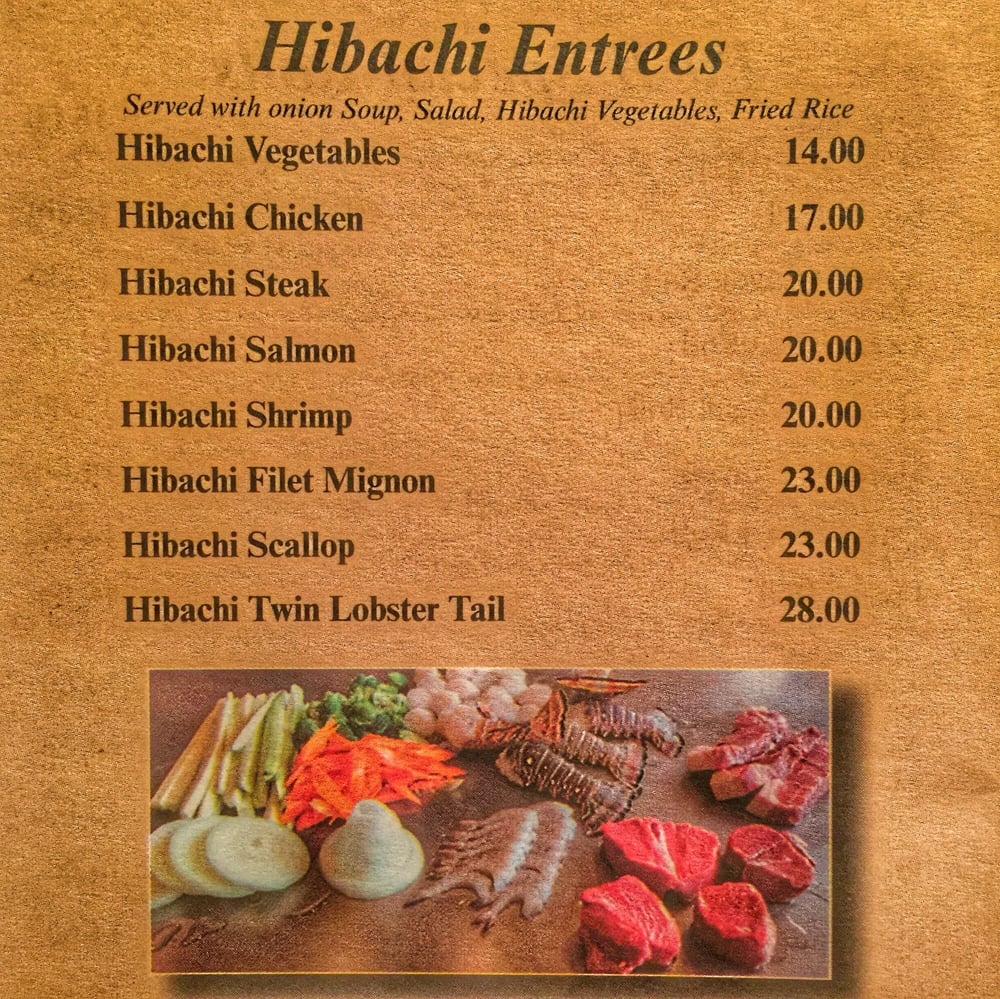 Hibachi Entrees
Served with onion Soup, Salad, Hibachi Vegetables, Fried Rice
Hibachi Vegetables 14.00
Hibachi Chicken 17.00
Hibachi Steak 20.00
Hibachi Salmon 20.00
Hibachi Shrimp 20.00
Hibachi Filet Mignon 23.00
Hibachi Scallop 23.00
Hibachi Twin Lobster Tail 28.00